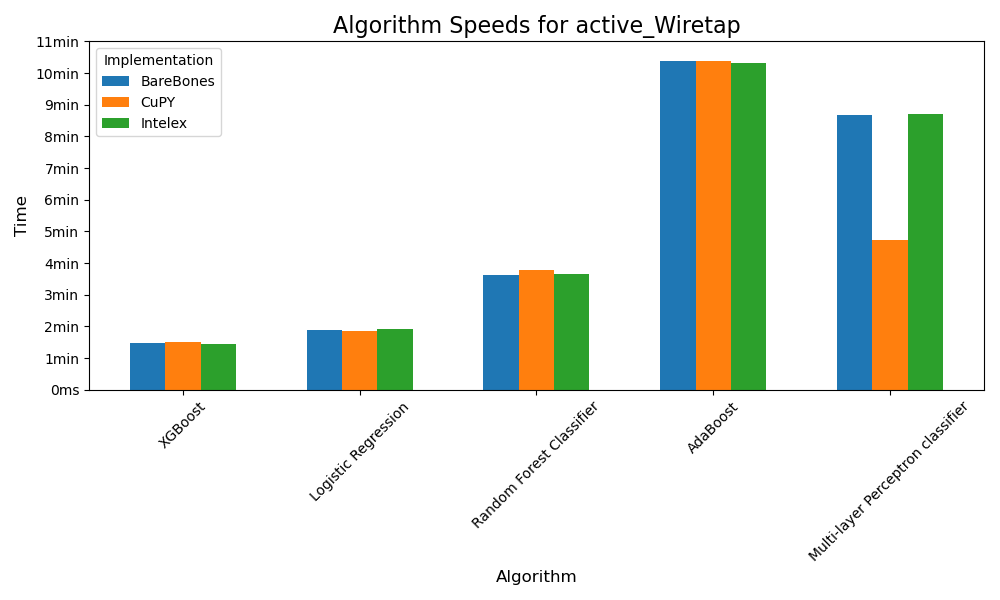 Algorithm Speeds for active_Wiretap
11min
10min
9min
8min
7min
6min
5min
4min
3min
2min
1min
0ms
Time
Implementation
BareBones
CuPY
Intelex
XGBoost
Logistic Regression
Random Forest Classifier
AdaBoost
Multi-layer Perceptron classifier
Algorithm